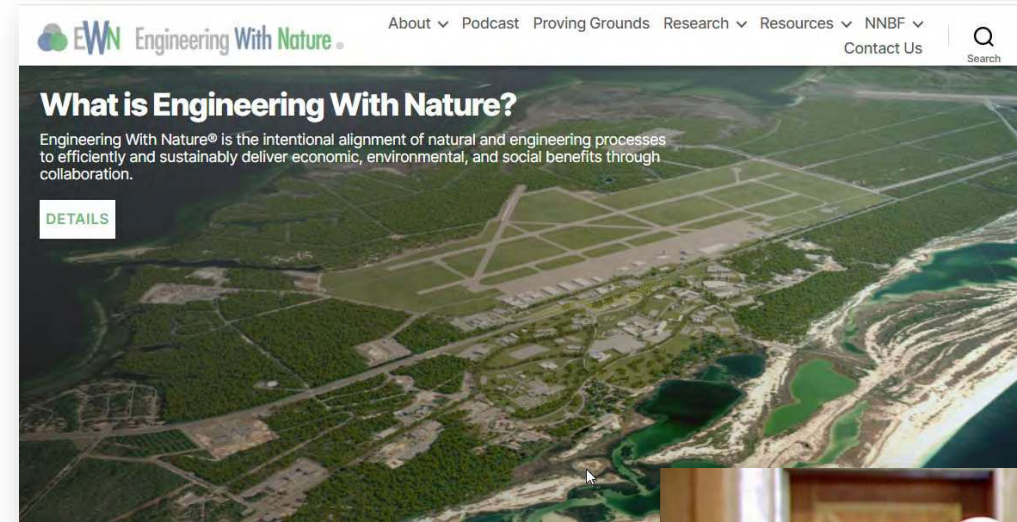 EWN Engineering With Nature ®
About Podcast Proving Grounds Research Resources NNBF
Contact Us
Search
What is Engineering With Nature?
Engineering With Nature® is the intentional alignment of natural and engineering processes
to efficiently and sustainably deliver economic, environmental, and social benefits through
collaboration.
DETAILS